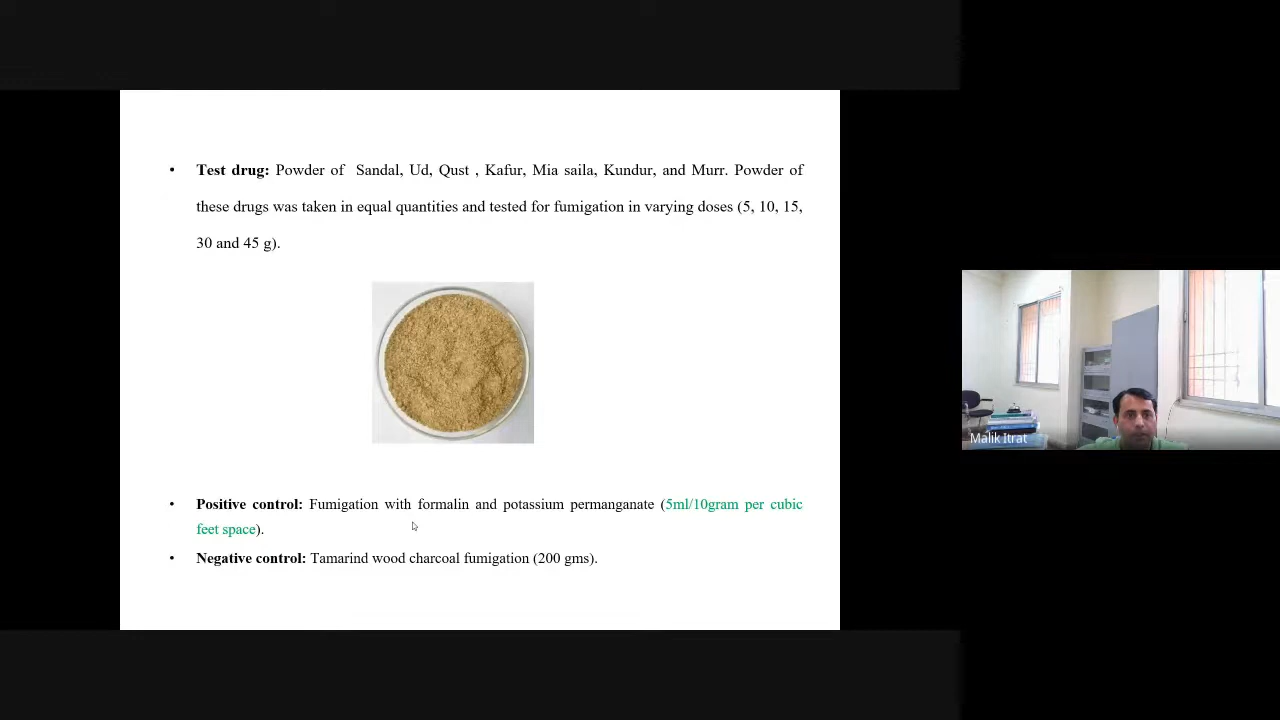 • Test drug: Powder of Sandal, Ud, Qust , Kafur, Mia saila, Kundur, and Murr. Powder of
these drugs was taken in equal quantities and tested for fumigation in varying doses (5, 10, 15,
30 and 45 g).
• Positive control: Fumigation with formalin and potassium permanganate (5ml/10gram per cubic
feet space).
• Negative control: Tamarind wood charcoal fumigation (200 gms).
Malik Itrat